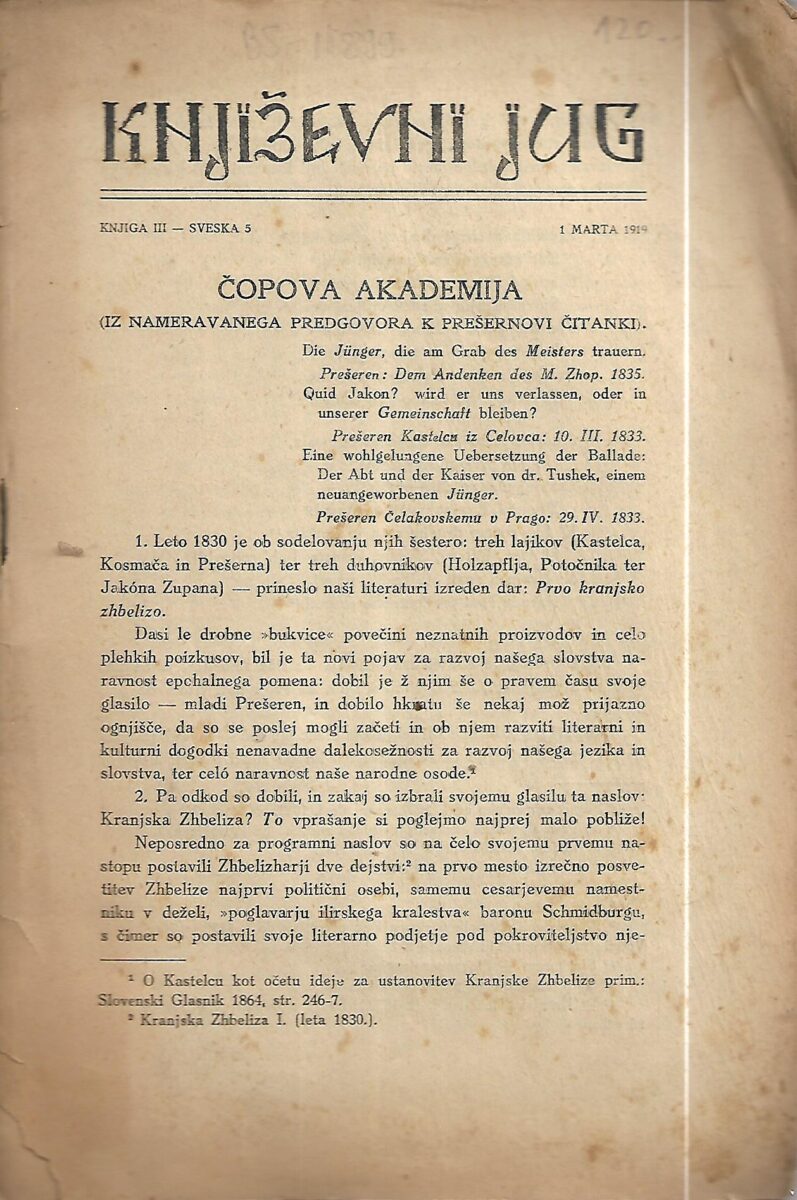 120.-
KNJIŽEVNI JUG
KNJIGA III — SVESKA 5
1 MARTA 1919
ČOPOVA AKADEMIJA
(IZ NAMERAVANEGA PREDGOVORA K PREŠERNOVI ČITANKI).
Die Jünger, die am Grab des Meisters trauern.
Prešeren: Dem Andenken des M. Zhop. 1835.
Quid Jakon? wird er uns verlassen, oder in
unserer Gemeinschaft bleiben?
Prešeren Kastelcu iz Celovca: 10. III. 1833.
Eine wohlgelungene Uebersetzung der Ballade:
Der Abt und der Kaiser von dr. Tushek, einem
neuangeworbenen Jünger.
Prešeren Čelakovskemu v Prago: 29. IV. 1833.
1. Leto 1830 je ob sodelovanju njih šestero: treh lajikov (Kastelca,
Kosmača in Prešerna) ter treh duhovnikov (Holzapflja, Potočnika ter
Jakóna Zupana) — prineslo naši literaturi izreden dar: Prvo kranjsko
zhbelizo.
Dasi le drobne »bukvice« povečini neznatnih proizvodov in celo
plehkih poizkusov, bil je ta novi pojav za razvoj našega slovstva na-
ravnost epohalnega pomena: dobil je ž njim še o pravem času svoje
glasilo — mladi Prešeren, in dobilo hkratu še nekaj mož prijazno
ognjišče, da so se poslej mogli začeti in ob njem razviti literarni in
kulturni dogodki nenavadne dalekosežnosti za razvoj našega jezika in
slovstva, ter celó naravnost naše narodne osode.¹
2. Pa odkod so dobili, in zakaj so izbrali svojemu glasilu ta naslov:
Kranjska Zhbeliza? To vprašanje si poglejmo najprej malo pobliže!
Neposredno za programni naslov so na čelo svojemu prvemu na-
stopu postavili Zhbelizharji dve dejstvi:² na prvo mesto izrečno posve-
titev Zhbelize najprvi politični osebi, samemu cesarjevemu namest-
niku v deželi, »poglavarju ilirskega kralestva« baronu Schmidburgu,
s čimer so postavili svoje literarno podjetje pod pokroviteljstvo nje-
¹ O Kastelcu kot očetu ideje za ustanovitev Kranjske Zhbelize prim.:
Slovenski Glasnik 1864, str. 246-7.
² Kranjska Zhbeliza I. (leta 1830.).